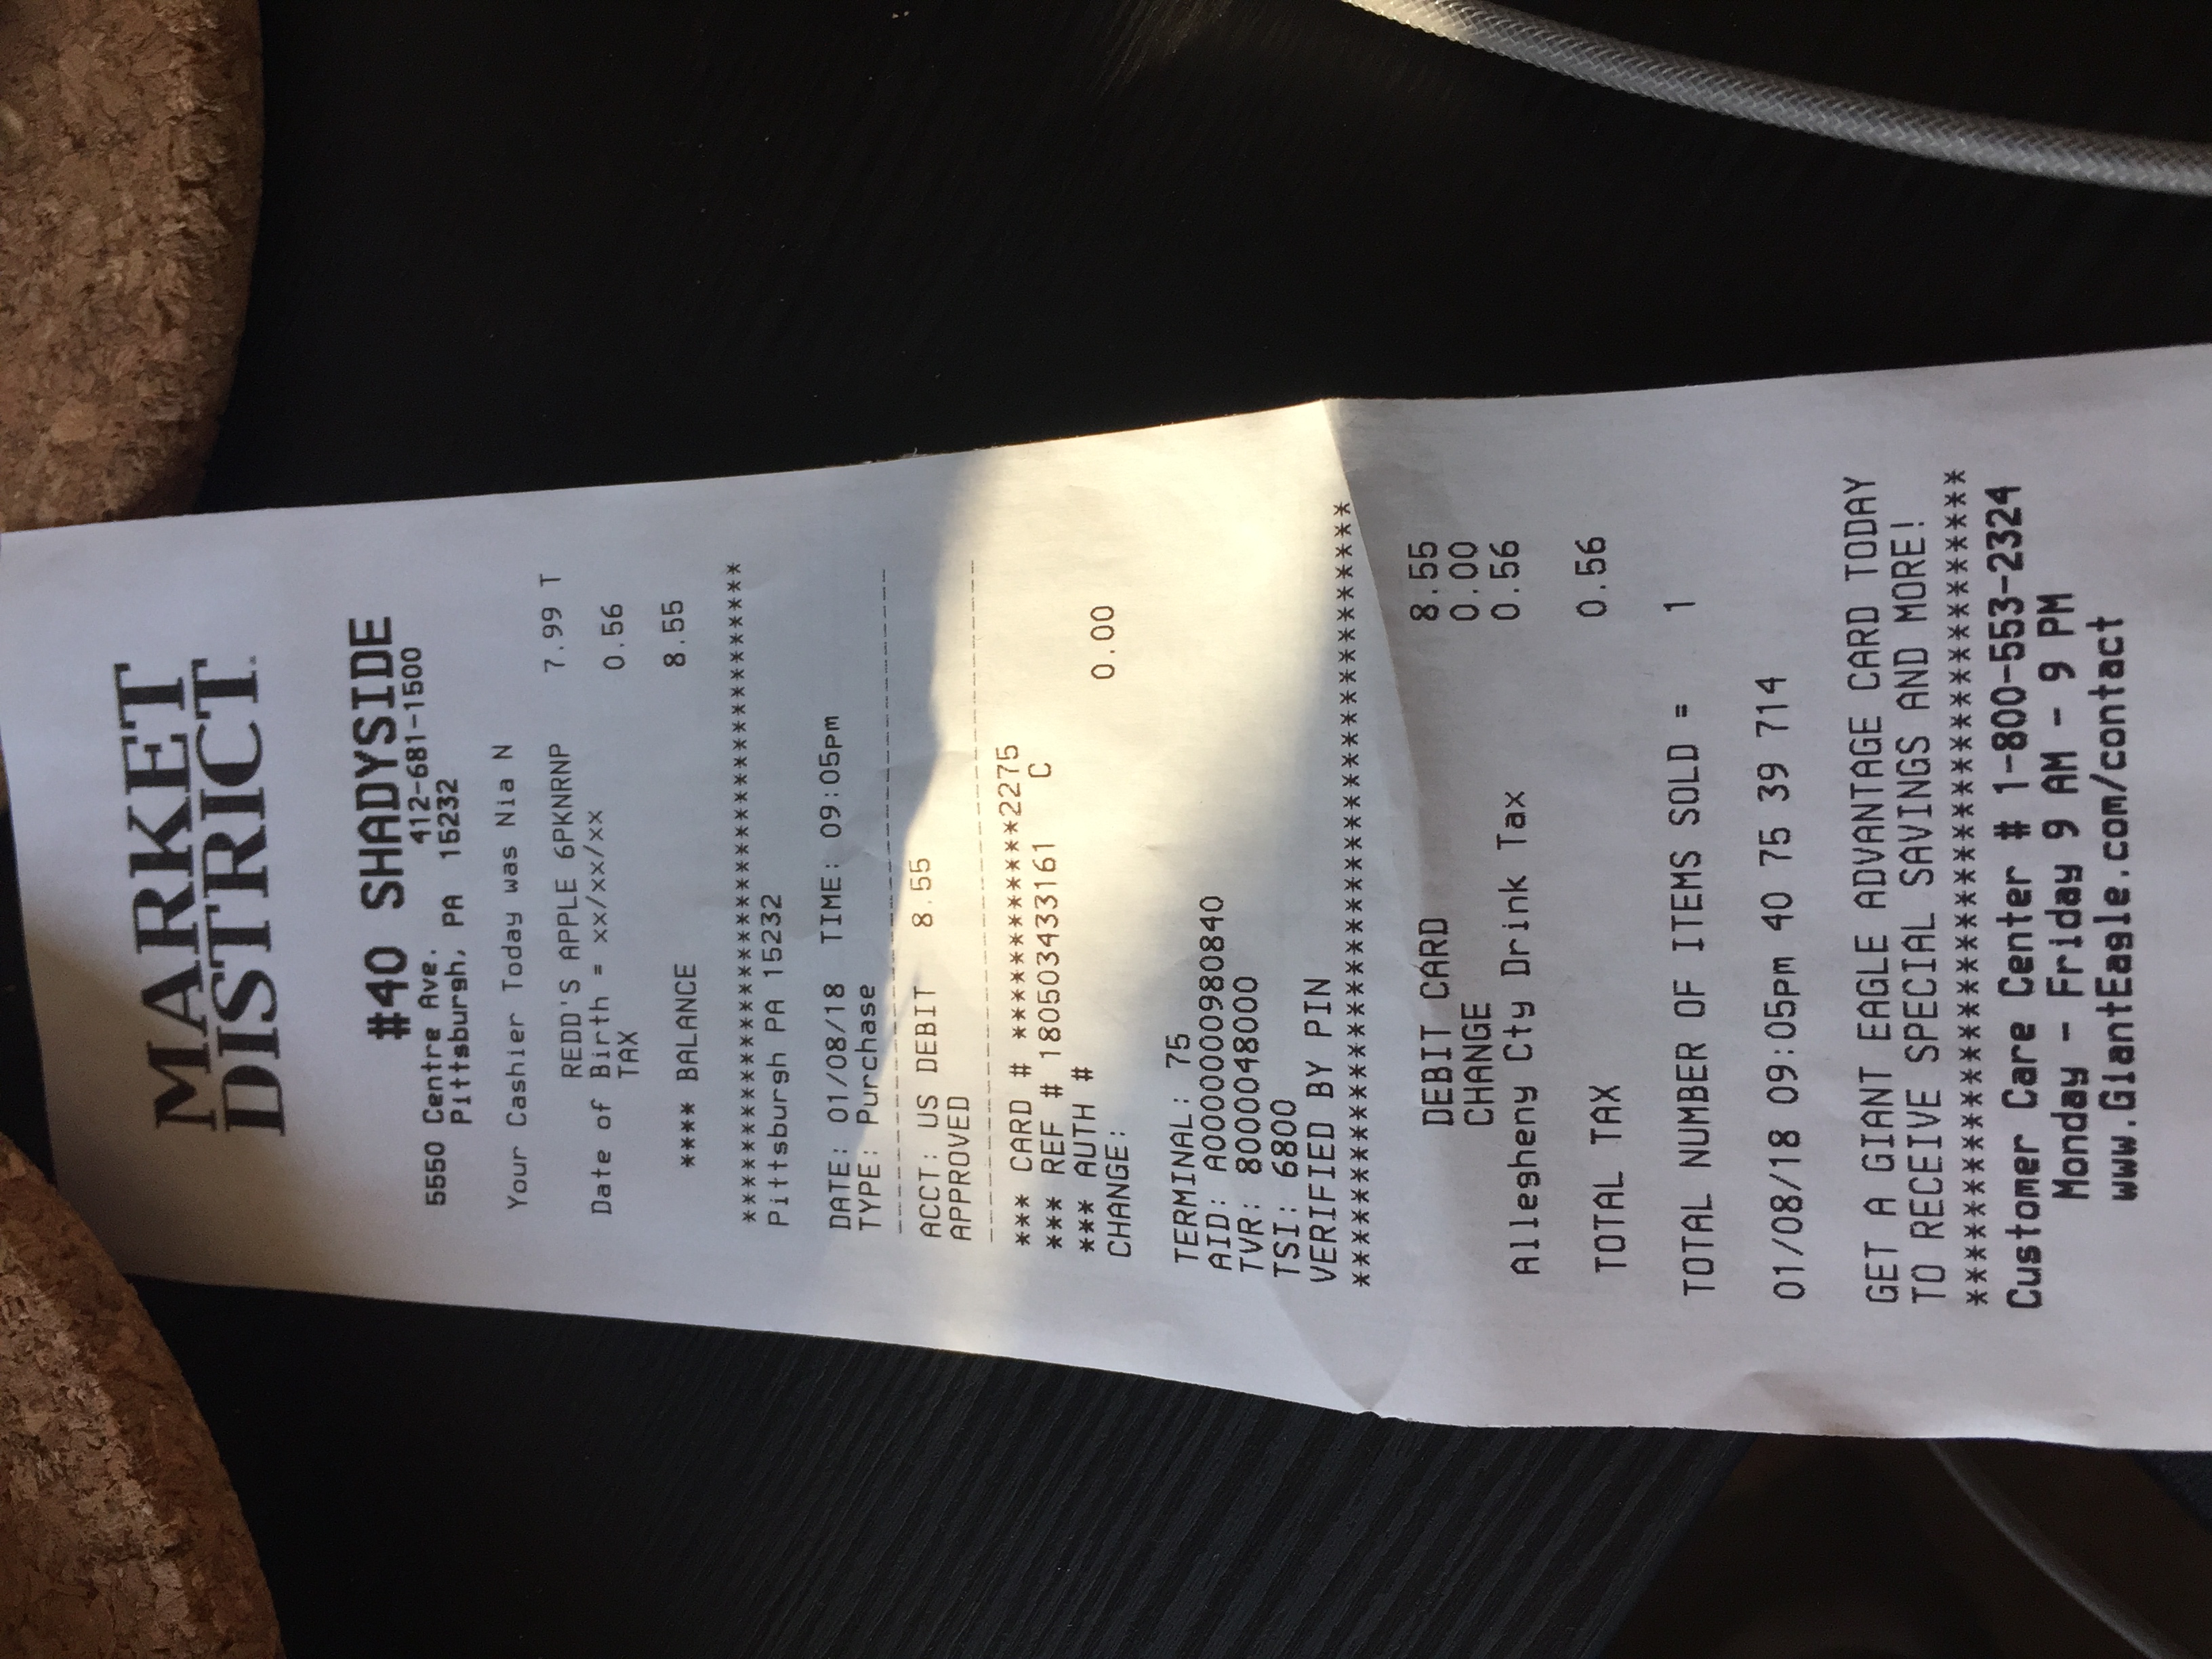 MARKET
DISTRICT.
#40 SHADYSIDE
5550 Centre Ave. 412-681-1500
Pittsburgh, PA 15232
Your Cashier Today was Nia N
REDD'S APPLE 6PKNRNP 7.99 T
Date of Birth = xx/xx/xx
TAX 0.56
**** BALANCE 8.55
**************************************
Pittsburgh PA 15232
DATE: 01/08/18 TIME: 09:05pm
TYPE: Purchase
--------------------------------------
ACCT: US DEBIT 8.55
APPROVED
--------------------------------------
*** CARD # ************2275
*** REF # 180503433161 C
*** AUTH #
CHANGE: 0.00
TERMINAL: 75
AID: A0000000980840
TVR: 8000048000
TSI: 6800
VERIFIED BY PIN
**************************************
DEBIT CARD 8.55
CHANGE 0.00
Allegheny Cty Drink Tax 0.56
TOTAL TAX 0.56
TOTAL NUMBER OF ITEMS SOLD = 1
01/08/18 09:05pm 40 75 39 714
GET A GIANT EAGLE ADVANTAGE CARD TODAY
TO RECEIVE SPECIAL SAVINGS AND MORE!
**************************************
Customer Care Center # 1-800-553-2324
Monday - Friday 9 AM - 9 PM
www.GiantEagle.com/contact